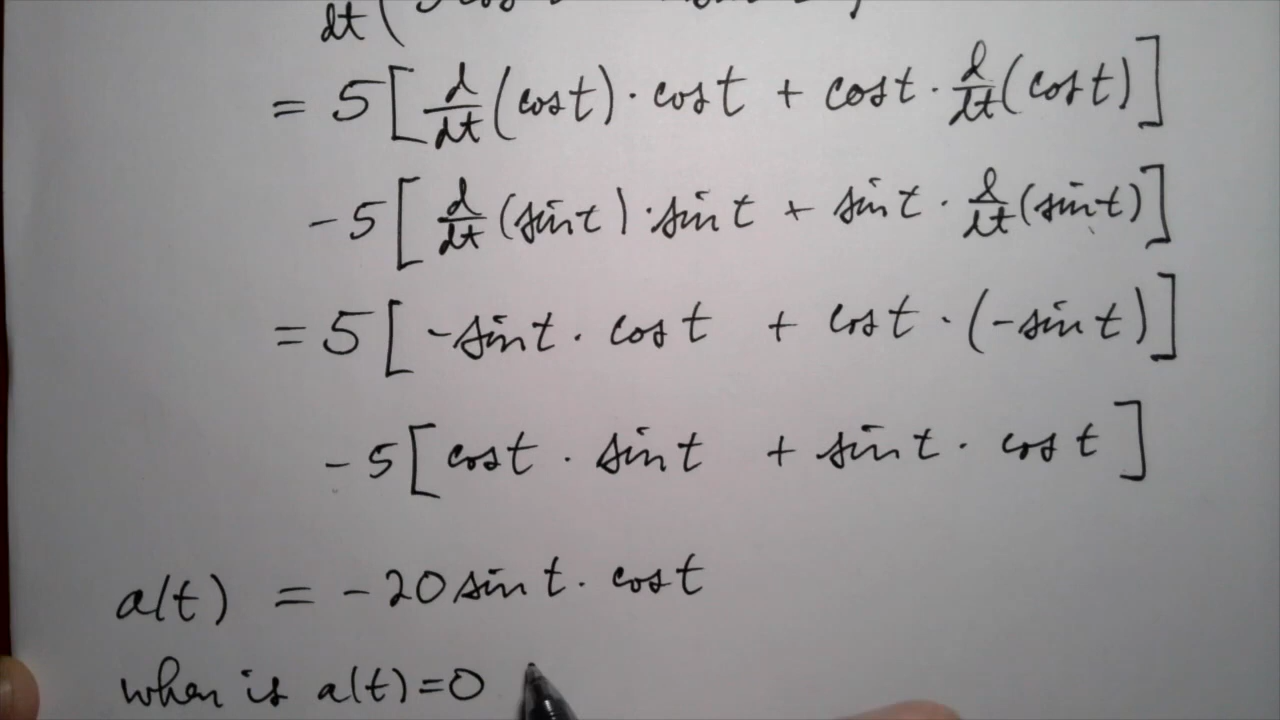 dt (
= 5 [ d/dt (cos t) · cos t + cos t · d/dt (cos t) ]
- 5 [ d/dt (sin t) · sin t + sin t · d/dt (sin t) ]
= 5 [ - sin t · cos t + cos t · (- sin t) ]
- 5 [ cos t · sin t + sin t · cos t ]
a(t) = - 20 sin t · cos t
when is a(t) = 0